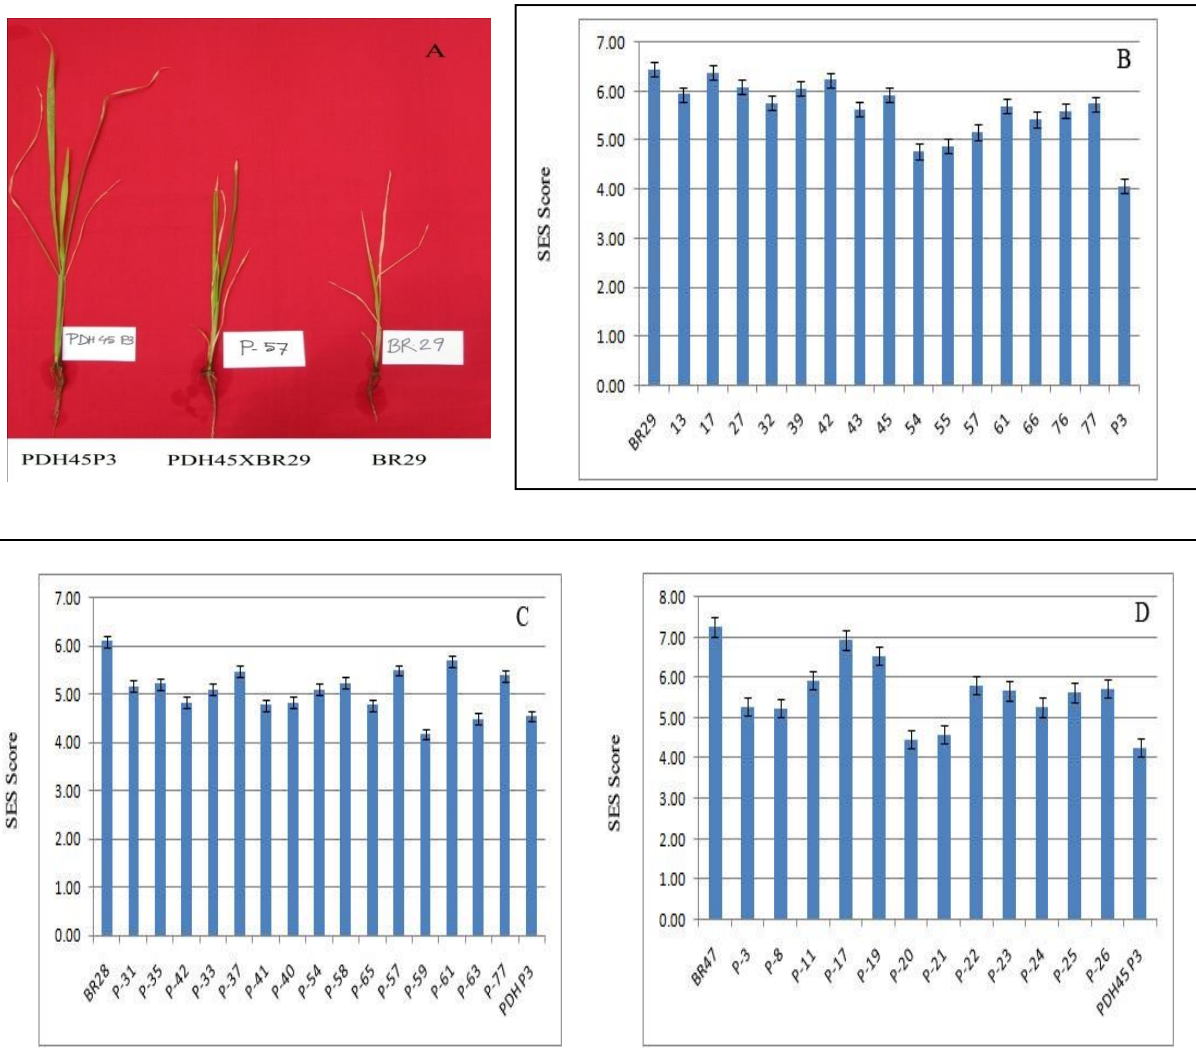 A
PDH 45 P3
P-57
BR-29
PDH45P3 PDH45XBR29 BR29
B
SES Score
7.00
6.00
5.00
4.00
3.00
2.00
1.00
0.00
BR29 13 17 27 32 39 42 43 45 54 55 57 61 66 76 77 P3
C
SES Score
7.00
6.00
5.00
4.00
3.00
2.00
1.00
0.00
BR28 P-31 P-35 P-42 P-33 P-37 P-41 P-40 P-54 P-58 P-65 P-57 P-59 P-61 P-63 P-77 PDH P3
D
SES Score
8.00
7.00
6.00
5.00
4.00
3.00
2.00
1.00
0.00
BR47 P-3 P-8 P-11 P-17 P-19 P-20 P-21 P-22 P-23 P-24 P-25 P-26 PDH45 P3